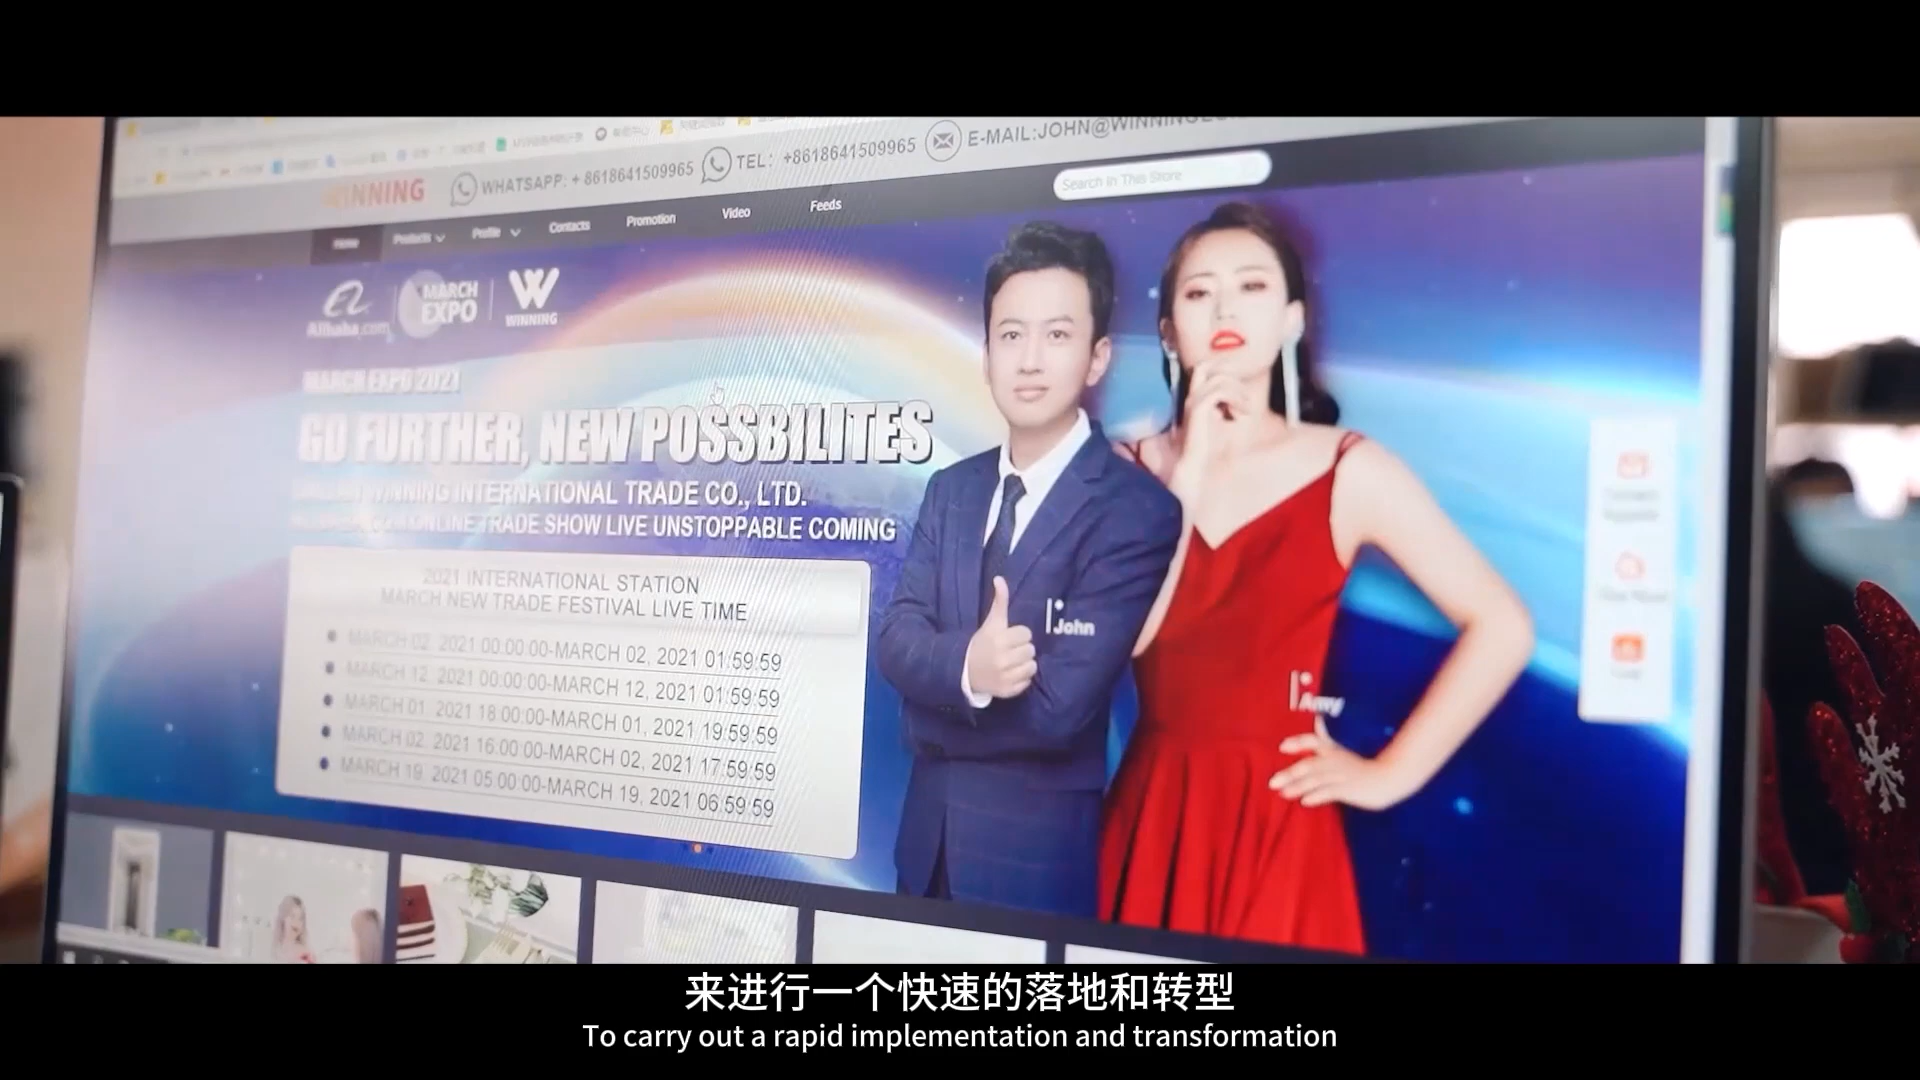 WINNING
WHATSAPP: + 8618641509965
TEL: +8618641509965
E-MAIL:JOHN@WINNING
Search In This Store
Home
Products
Profile
Contacts
Promotion
Video
Feeds
Alibaba.com
MARCH
EXPO
WINNING
MARCH EXPO 2021
GO FURTHER, NEW POSSBILITES
WINNING INTERNATIONAL TRADE CO., LTD.
ONLINE TRADE SHOW LIVE UNSTOPPABLE COMING
2021 INTERNATIONAL STATION
MARCH NEW TRADE FESTIVAL LIVE TIME
MARCH 02, 2021 00:00:00-MARCH 02, 2021 01:59:59
MARCH 12, 2021 00:00:00-MARCH 12, 2021 01:59:59
MARCH 01, 2021 18:00:00-MARCH 01, 2021 19:59:59
MARCH 02, 2021 16:00:00-MARCH 02, 2021 17:59:59
MARCH 19, 2021 05:00:00-MARCH 19, 2021 06:59:59
John
Amy
来进行一个快速的落地和转型
To carry out a rapid implementation and transformation